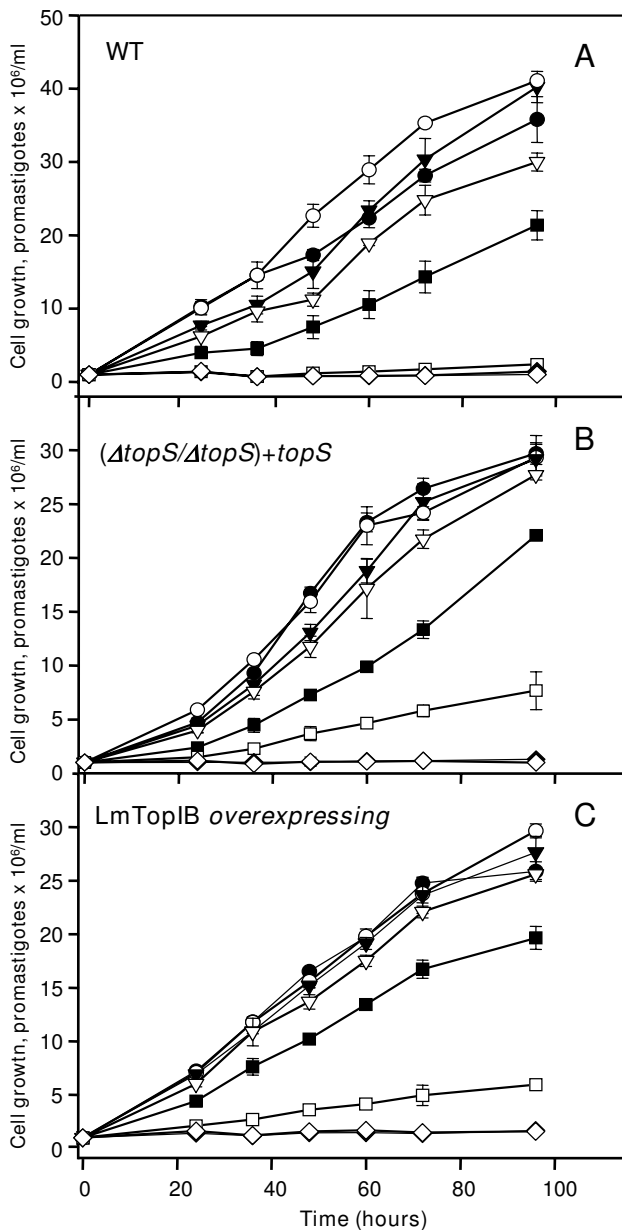 WT
A
Cell growtn, promastigotes x 10⁶/ml
50
40
30
20
10
0
(ΔtopS/ΔtopS)+topS
B
Cell growtn, promastigotes x 10⁶/ml
30
25
20
15
10
5
0
LmTopIB overexpressing
C
Cell growtn, promastigotes x 10⁶/ml
30
25
20
15
10
5
0
0 20 40 60 80 100
Time (hours)